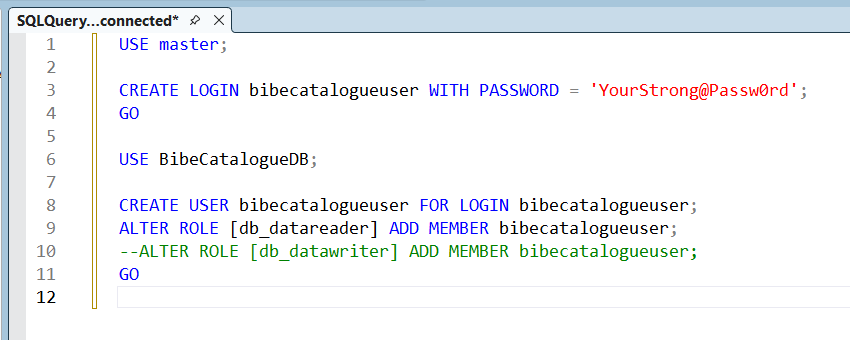 SQLQuery...connected*
1 USE master;
2
3 CREATE LOGIN bibecatalogueuser WITH PASSWORD = 'YourStrong@Passw0rd';
4 GO
5
6 USE BibeCatalogueDB;
7
8 CREATE USER bibecatalogueuser FOR LOGIN bibecatalogueuser;
9 ALTER ROLE [db_datareader] ADD MEMBER bibecatalogueuser;
10 --ALTER ROLE [db_datawriter] ADD MEMBER bibecatalogueuser;
11 GO
12